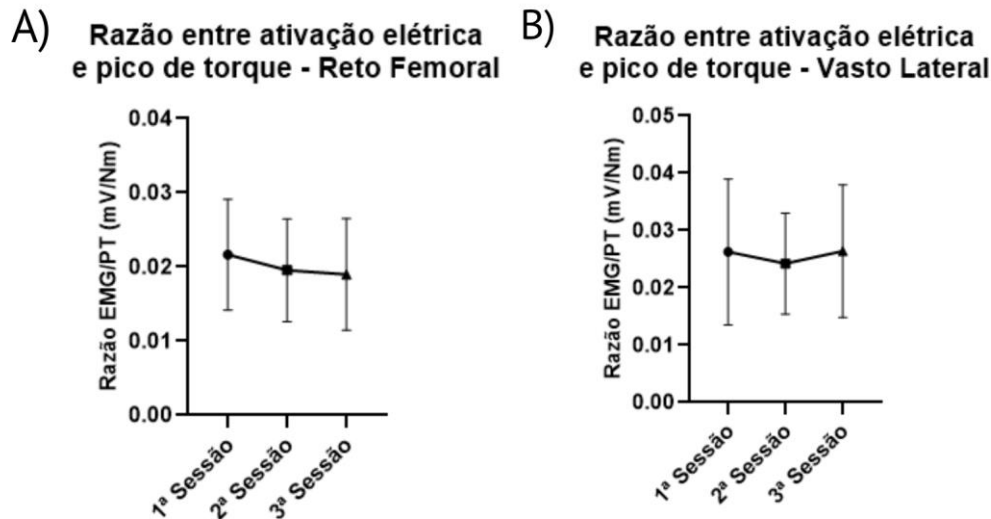 A)
Razão entre ativação elétrica
e pico de torque - Reto Femoral
Razão EMG/PT (mV/Nm)
0.04
0.03
0.02
0.01
0.00
1ª Sessão
2ª Sessão
3ª Sessão
B)
Razão entre ativação elétrica
e pico de torque - Vasto Lateral
Razão EMG/PT (mV/Nm)
0.05
0.04
0.03
0.02
0.01
0.00
1ª Sessão
2ª Sessão
3ª Sessão